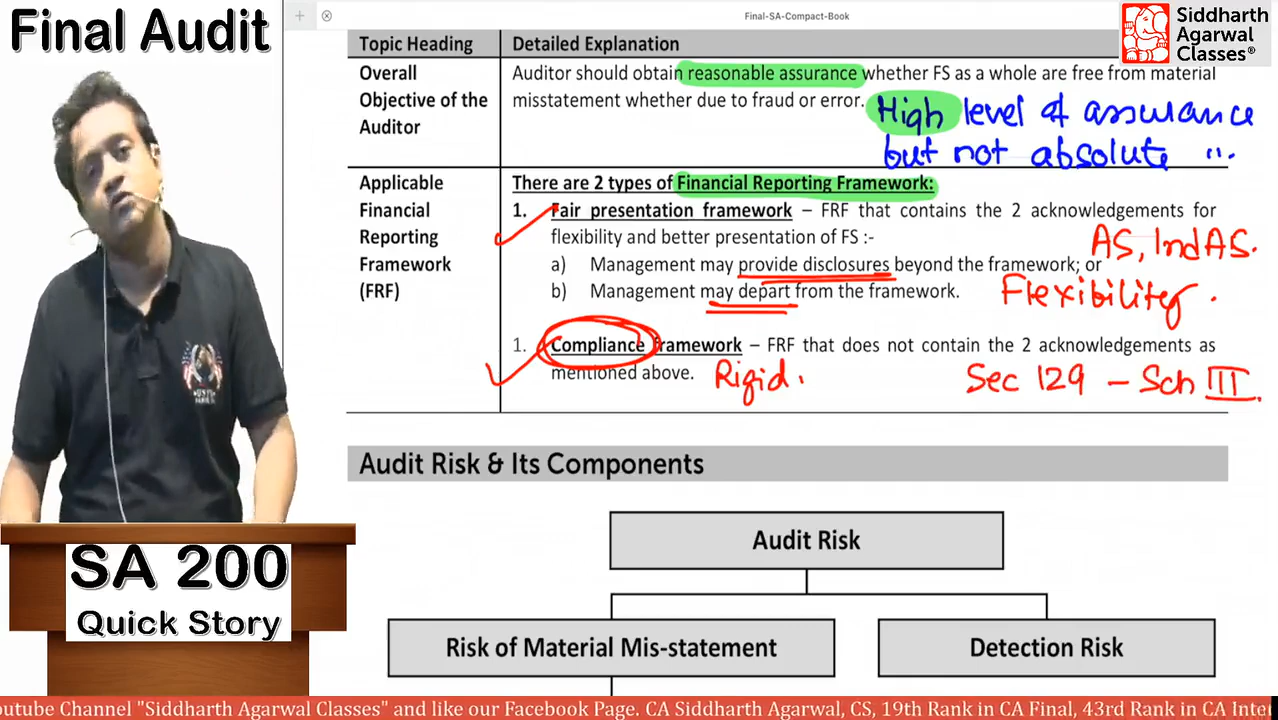 Final Audit
Final-SA-Compact-Book
Siddharth
Agarwal
Classes®
Topic Heading
Detailed Explanation
Overall
Objective of the
Auditor
Auditor should obtain reasonable assurance whether FS as a whole are free from material
misstatement whether due to fraud or error.
High level of assurance
but not absolute "·
Applicable
Financial
Reporting
Framework
(FRF)
There are 2 types of Financial Reporting Framework:
1. Fair presentation framework – FRF that contains the 2 acknowledgements for
flexibility and better presentation of FS :-
AS, IndAS.
a) Management may provide disclosures beyond the framework; or
b) Management may depart from the framework.
Flexibility.
1. Compliance framework – FRF that does not contain the 2 acknowledgements as
mentioned above.
Rigid.
Sec 129 – Sch III.
Audit Risk & Its Components
Audit Risk
Risk of Material Mis-statement
Detection Risk
SA 200
Quick Story
outube Channel "Siddharth Agarwal Classes" and like our Facebook Page. CA Siddharth Agarwal, CS, 19th Rank in CA Final, 43rd Rank in CA Inter